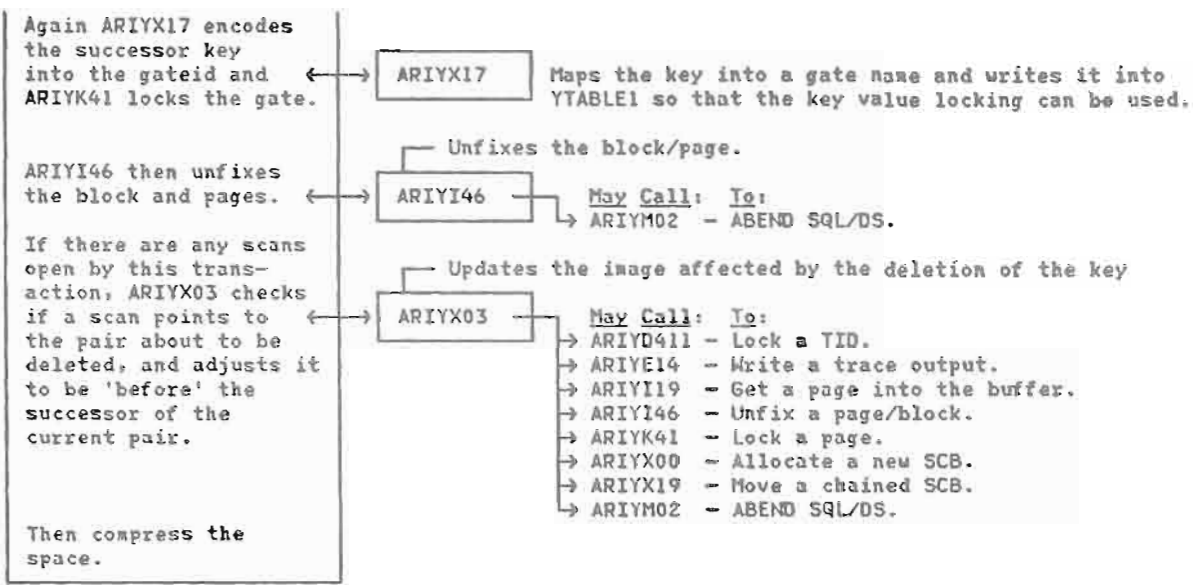 Again ARIYX17 encodes
the successor key
into the gateid and
ARIYK41 locks the gate.
ARIYX17
Maps the key into a gate name and writes it into
YTABLE1 so that the key value locking can be used.
ARIYI46 then unfixes
the block and pages.
Unfixes the block/page.
ARIYI46
May Call: To:
ARIYM02 - ABEND SQL/DS.
If there are any scans
open by this trans-
action, ARIYX03 checks
if a scan points to
the pair about to be
deleted, and adjusts it
to be 'before' the
successor of the
current pair.
Updates the image affected by the deletion of the key
ARIYX03
May Call: To:
ARIYD411 - Lock a TID.
ARIYE14 - Write a trace output.
ARIYI19 - Get a page into the buffer.
ARIYI46 - Unfix a page/block.
ARIYK41 - Lock a page.
ARIYX00 - Allocate a new SCB.
ARIYX19 - Move a chained SCB.
ARIYM02 - ABEND SQL/DS.
Then compress the
space.